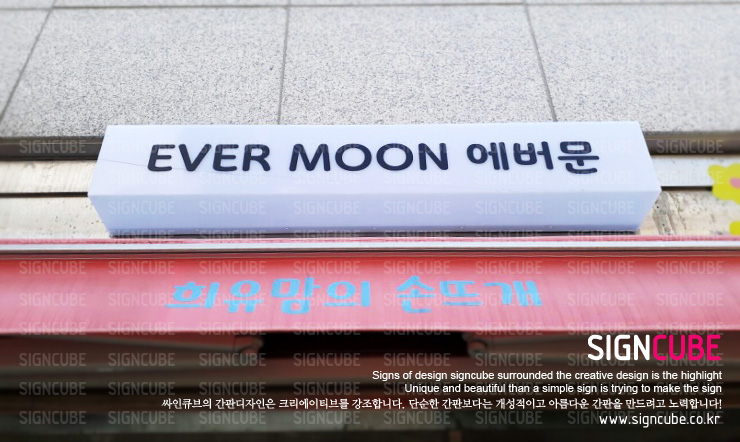 EVER MOON 에버문
희유망의 손뜨개
SIGNCUBE
Signs of design signcube surrounded the creative design is the highlight
Unique and beautiful than a simple sign is trying to make the sign
싸인큐브의 간판디자인은 크리에이티브를 강조합니다. 단순한 간판보다는 개성적이고 아름다운 간판을 만드려고 노력합니다!
www.signcube.co.kr